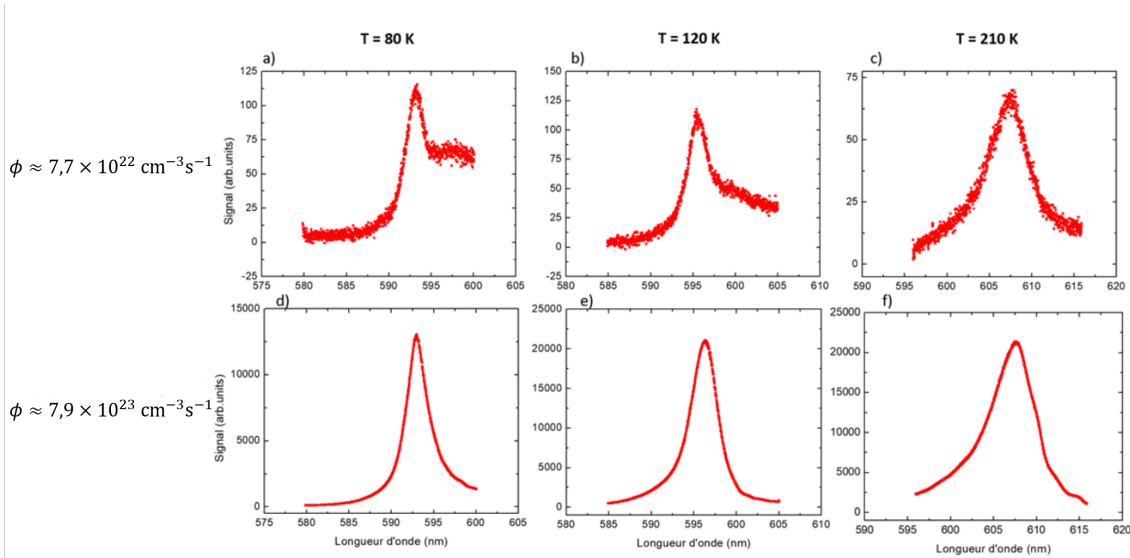 T = 80 K
T = 120 K
T = 210 K
a)
b)
c)
ϕ ≈ 7,7 × 10²² cm⁻³s⁻¹
Signal (arb.units)
125
100
75
50
25
0
25
575 580 585 590 595 600 605
150
125
100
75
50
25
0
25
580 585 590 595 600 605 610
75
50
25
0
590 595 600 605 610 615 620
d)
e)
f)
ϕ ≈ 7,9 × 10²³ cm⁻³s⁻¹
Signal (arb.units)
15000
10000
5000
0
575 580 585 590 595 600 605
Longueur d'onde (nm)
25000
20000
15000
10000
5000
0
580 585 590 595 600 605 610
Longueur d'onde (nm)
25000
20000
15000
10000
5000
0
590 595 600 605 610 615 620
Longueur d'onde (nm)